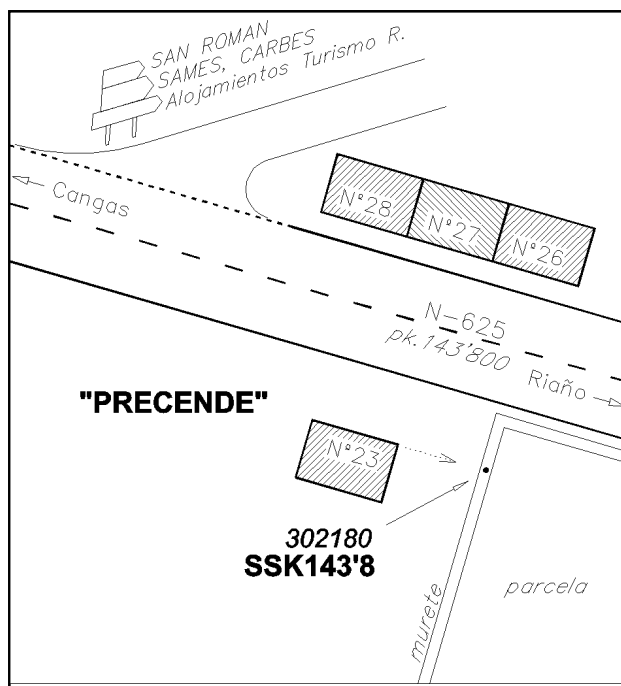 SAN ROMAN
SAMES, CARBES
Alojamientos Turismo R.
Cangas
N°28
N°27
N°26
N-625
pk.143'800
Riaño
"PRECENDE"
N°23
302180
SSK143'8
parcela
murete